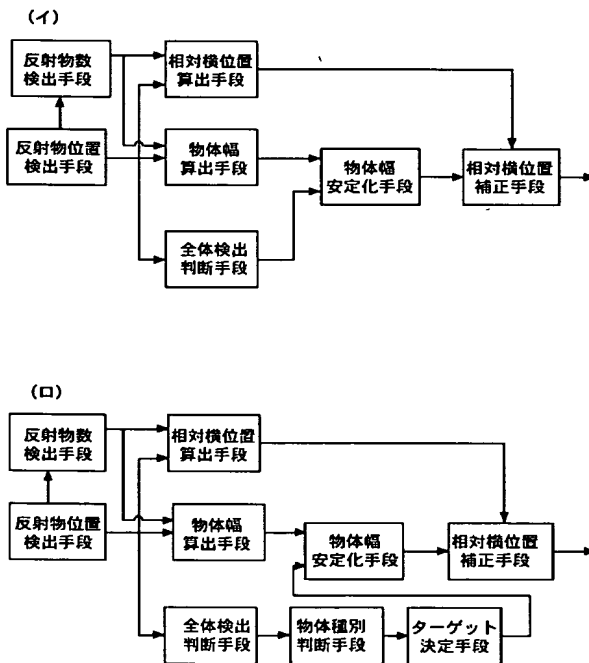 (イ)
反射物数
検出手段
相対横位置
算出手段
反射物位置
検出手段
物体幅
算出手段
物体幅
安定化手段
相対横位置
補正手段
全体検出
判断手段
(ロ)
反射物数
検出手段
相対横位置
算出手段
反射物位置
検出手段
物体幅
算出手段
物体幅
安定化手段
相対横位置
補正手段
全体検出
判断手段
物体種別
判断手段
ターゲット
決定手段